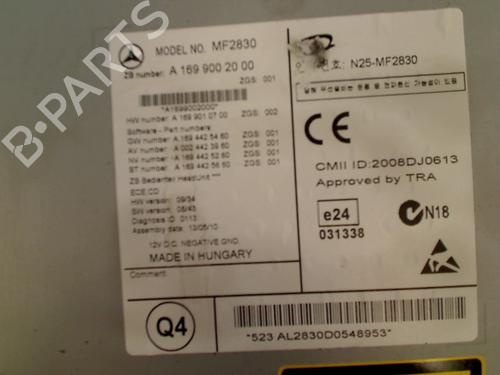 MODEL NO. MF2830
ZB number: A 169 900 20 00 ZGS: 001
*A1699002000*
HW number A 169 901 07 00 ZGS: 002
Software - Part numbers
GW number A 169 442 54 60 ZGS: 001
AV number A 002 442 39 60 ZGS: 001
NV number A 169 442 52 60 ZGS: 001
BT number A 169 442 56 60 ZGS: 001
ZB Bedienteil HeadUnit ***
ECE,CD
HW version: 09/34
SW version: 08/43
Diagnosis ID : 0113
Assembly date : 13/05/10
12V D.C. NEGATIVE GND
MADE IN HUNGARY
Comment:
Q4
N25-MF2830
CE
CMII ID:2008DJ0613
Approved by TRA
e24
031338
N18
*523 AL2830D0548953*
B-PARTS